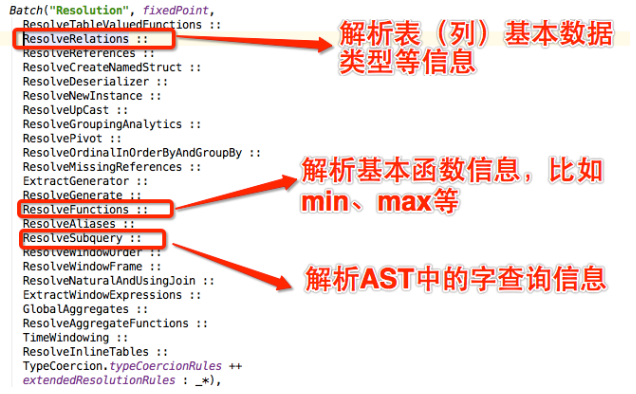 Batch("Resolution", fixedPoint,
ResolveTableValuedFunctions ::
ResolveRelations ::
ResolveReferences ::
ResolveCreateNamedStruct ::
ResolveDeserializer ::
ResolveNewInstance ::
ResolveUpCast ::
ResolveGroupingAnalytics ::
ResolvePivot ::
ResolveOrdinalInOrderByAndGroupBy ::
ResolveMissingReferences ::
ExtractGenerator ::
ResolveGenerate ::
ResolveFunctions ::
ResolveAliases ::
ResolveSubquery ::
ResolveWindowOrder ::
ResolveWindowFrame ::
ResolveNaturalAndUsingJoin ::
ExtractWindowExpressions ::
GlobalAggregates ::
ResolveAggregateFunctions ::
TimeWindowing ::
ResolveInlineTables ::
TypeCoercion.typeCoercionRules ++
extendedResolutionRules : _*),
解析表（列）基本数据
类型等信息
解析基本函数信息，比如
min、max等
解析AST中的字查询信息